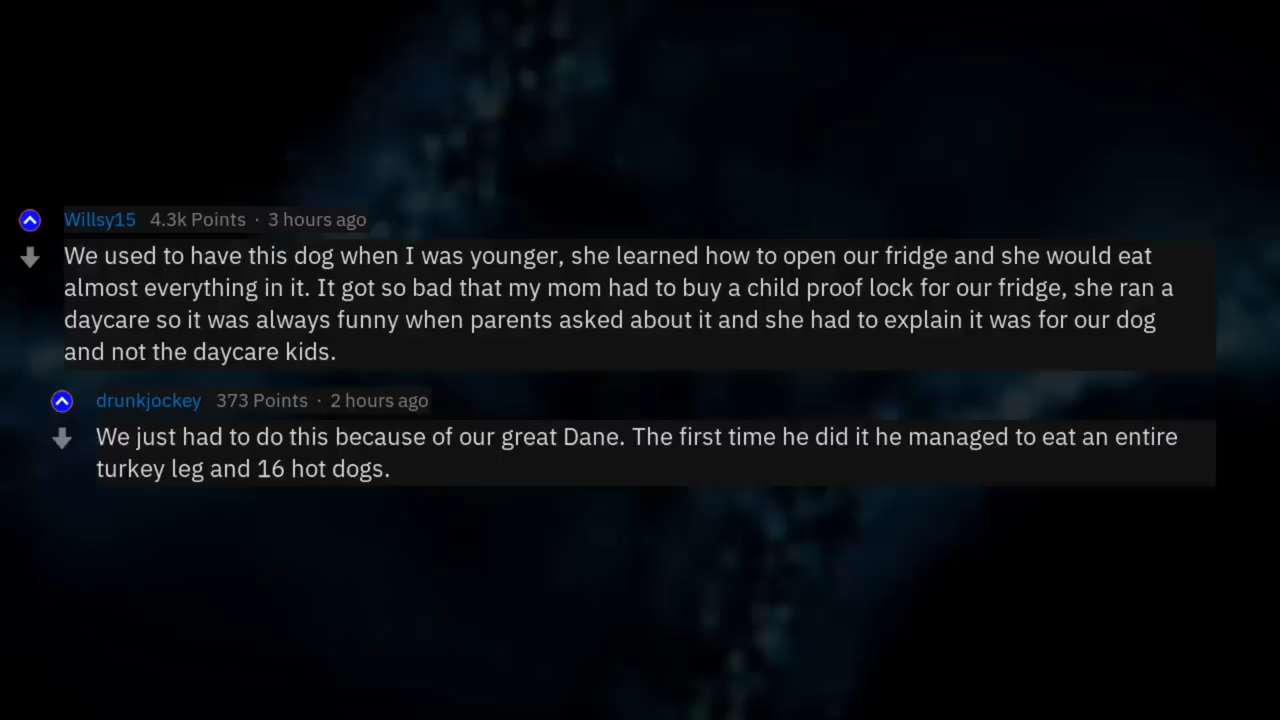 Willsy15 4.3k Points · 3 hours ago
We used to have this dog when I was younger, she learned how to open our fridge and she would eat
almost everything in it. It got so bad that my mom had to buy a child proof lock for our fridge, she ran a
daycare so it was always funny when parents asked about it and she had to explain it was for our dog
and not the daycare kids.
drunkjockey 373 Points · 2 hours ago
We just had to do this because of our great Dane. The first time he did it he managed to eat an entire
turkey leg and 16 hot dogs.